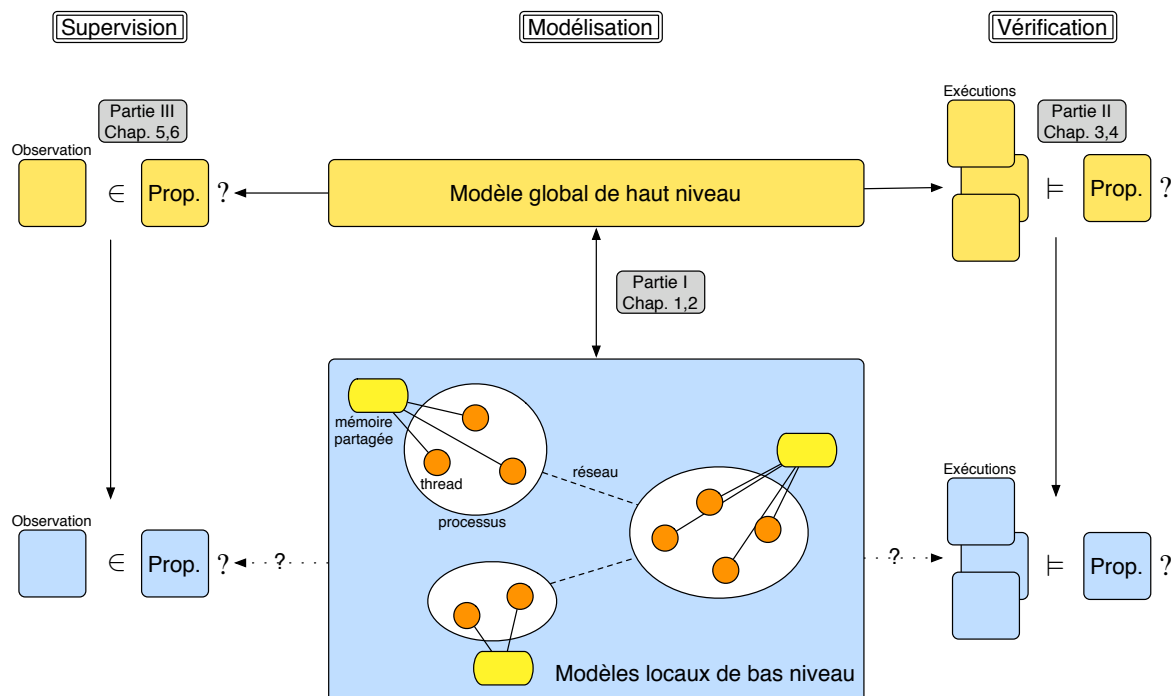 Supervision
Modélisation
Vérification
Partie III
Chap. 5,6
Observation
∈
Prop.
?
Modèle global de haut niveau
Exécutions
Partie II
Chap. 3,4
⊨
Prop.
?
Partie I
Chap. 1,2
mémoire
partagée
thread
processus
réseau
Observation
∈
Prop.
?
?
Modèles locaux de bas niveau
?
Exécutions
⊨
Prop.
?